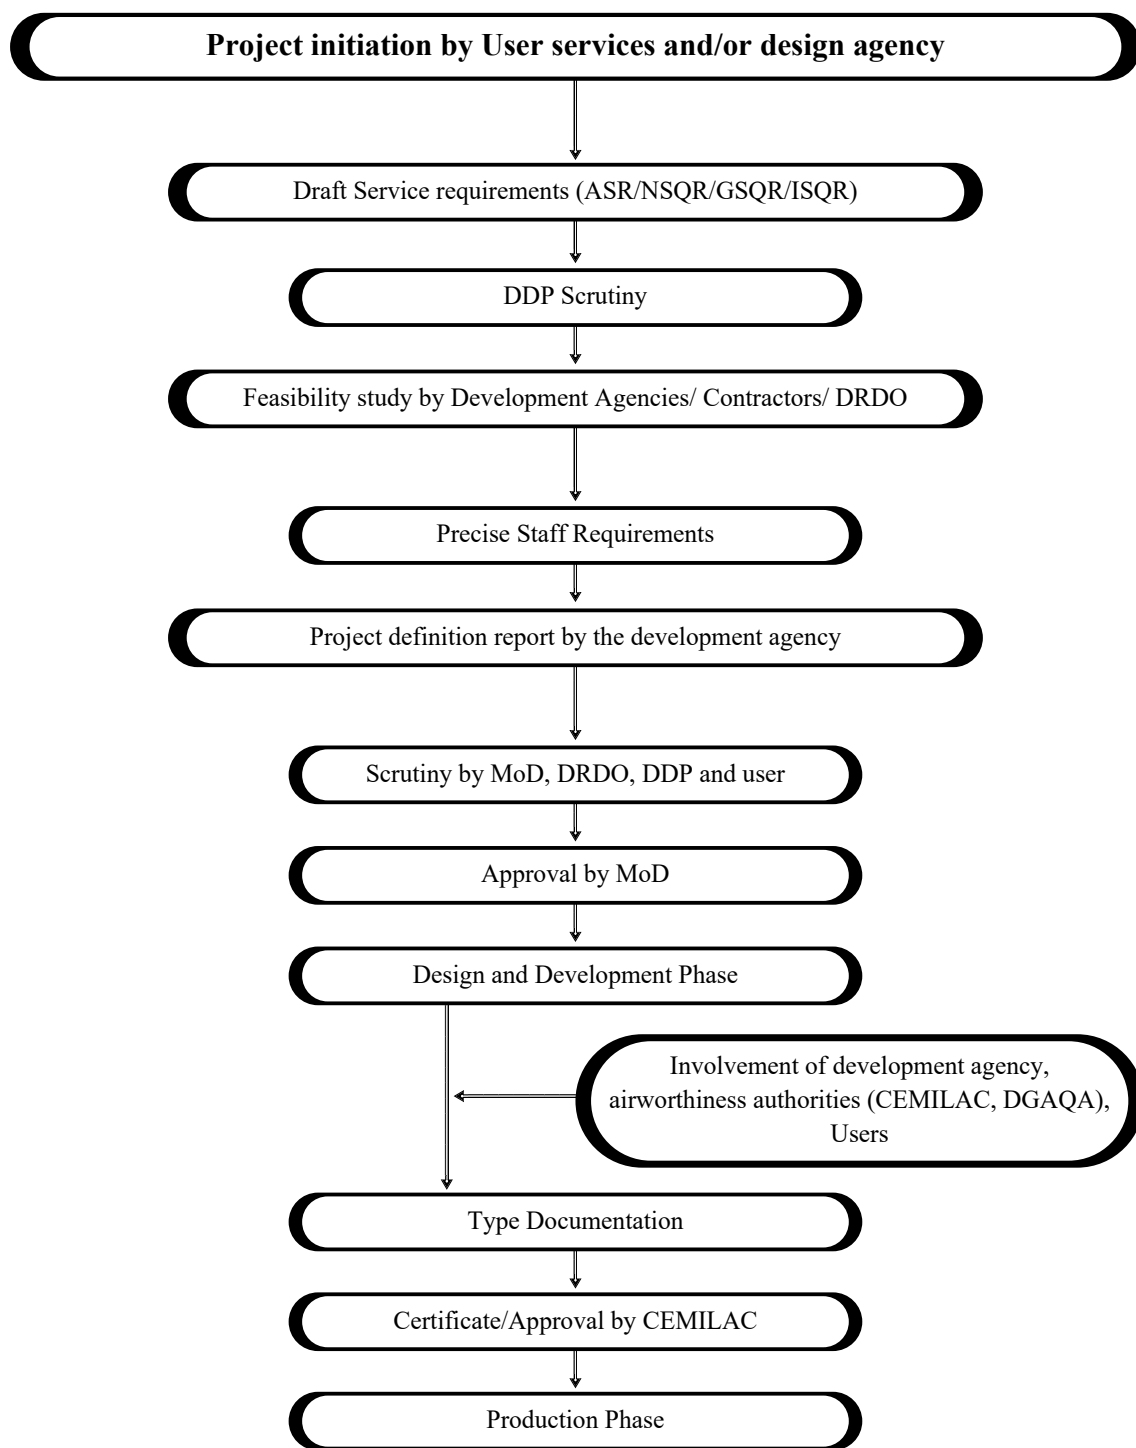 Project initiation by User services and/or design agency
Draft Service requirements (ASR/NSQR/GSQR/ISQR)
DDP Scrutiny
Feasibility study by Development Agencies/ Contractors/ DRDO
Precise Staff Requirements
Project definition report by the development agency
Scrutiny by MoD, DRDO, DDP and user
Approval by MoD
Design and Development Phase
Involvement of development agency,
airworthiness authorities (CEMILAC, DGAQA),
Users
Type Documentation
Certificate/Approval by CEMILAC
Production Phase